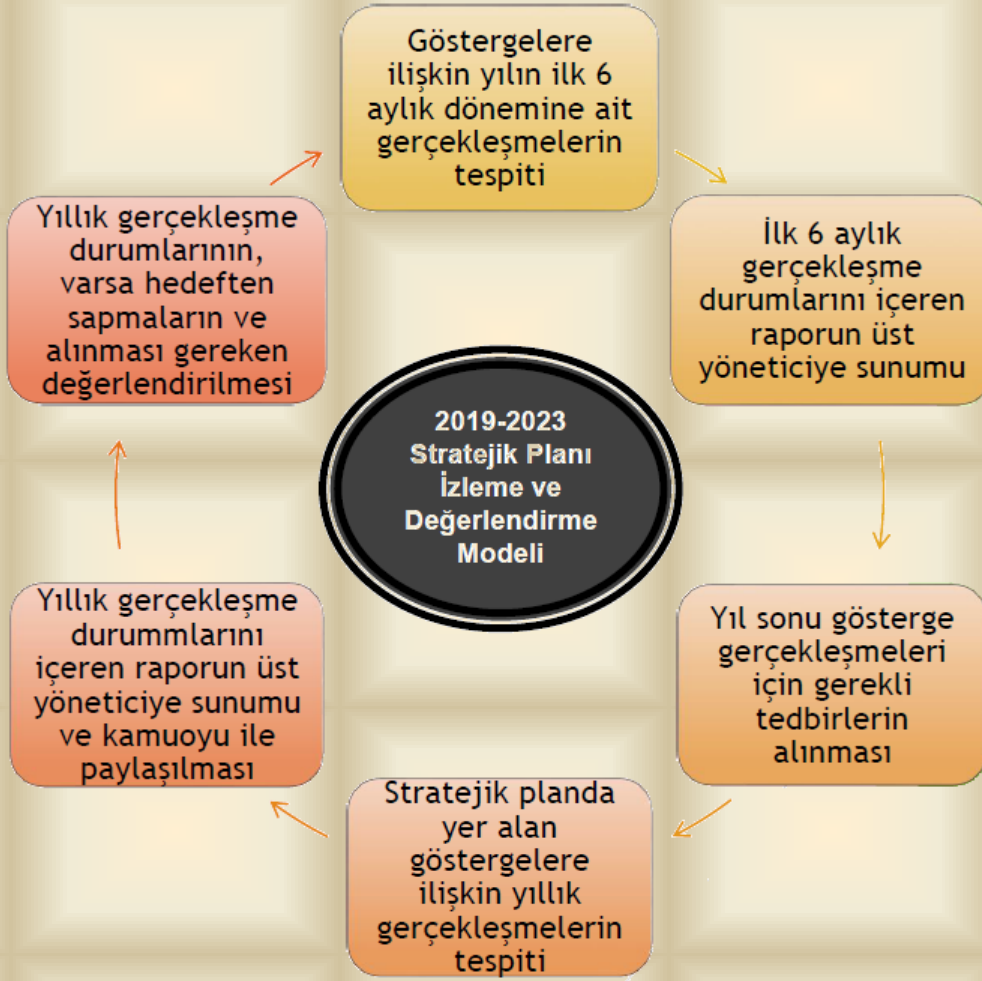 Göstergelere
ilişkin yılın ilk 6
aylık dönemine ait
gerçekleşmelerin
tespiti
İlk 6 aylık
gerçekleşme
durumlarını içeren
raporun üst
yöneticiye sunumu
Yıl sonu gösterge
gerçekleşmeleri
için gerekli
tedbirlerin
alınması
Stratejik planda
yer alan
göstergelere
ilişkin yıllık
gerçekleşmelerin
tespiti
Yıllık gerçekleşme
durummlarını
içeren raporun üst
yöneticiye sunumu
ve kamuoyu ile
paylaşılması
Yıllık gerçekleşme
durumlarının,
varsa hedeften
sapmaların ve
alınması gereken
değerlendirilmesi
2019-2023
Stratejik Planı
İzleme ve
Değerlendirme
Modeli